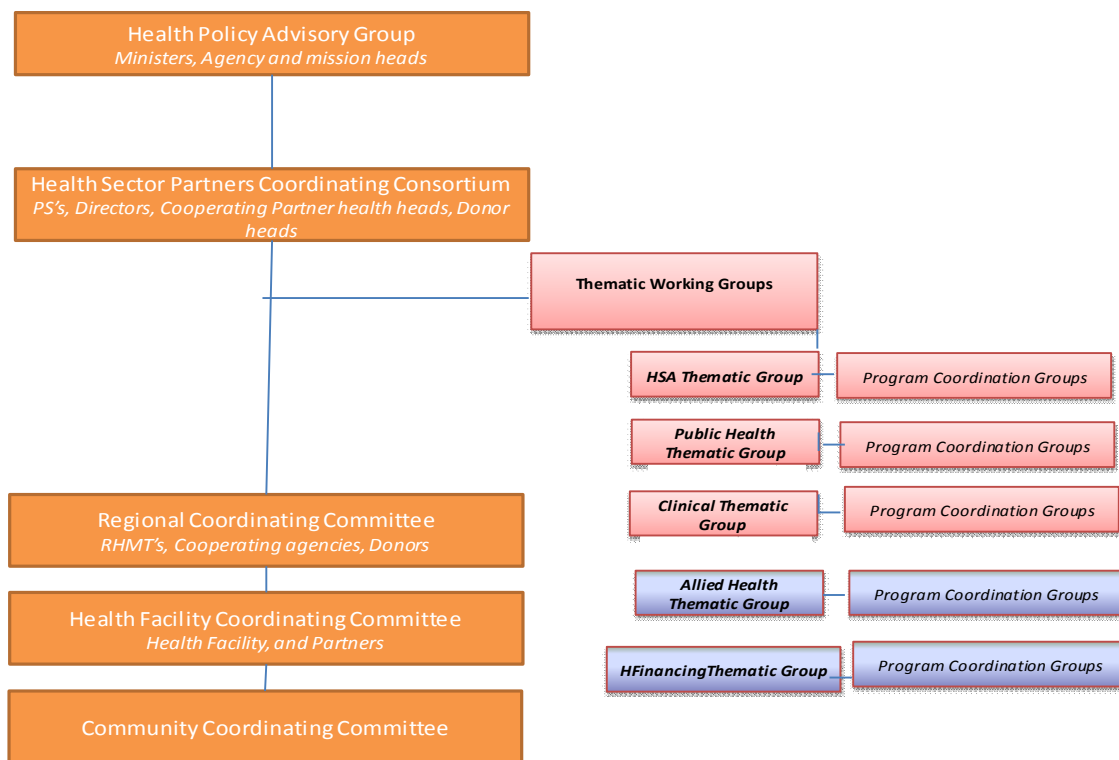 Health Policy Advisory Group
Ministers, Agency and mission heads
Health Sector Partners Coordinating Consortium
PS's, Directors, Cooperating Partner health heads, Donor
heads
Thematic Working Groups
HSA Thematic Group
Program Coordination Groups
Public Health
Thematic Group
Program Coordination Groups
Clinical Thematic
Group
Program Coordination Groups
Allied Health
Thematic Group
Program Coordination Groups
HFinancingThematic Group
Program Coordination Groups
Regional Coordinating Committee
RHMT's, Cooperating agencies, Donors
Health Facility Coordinating Committee
Health Facility, and Partners
Community Coordinating Committee